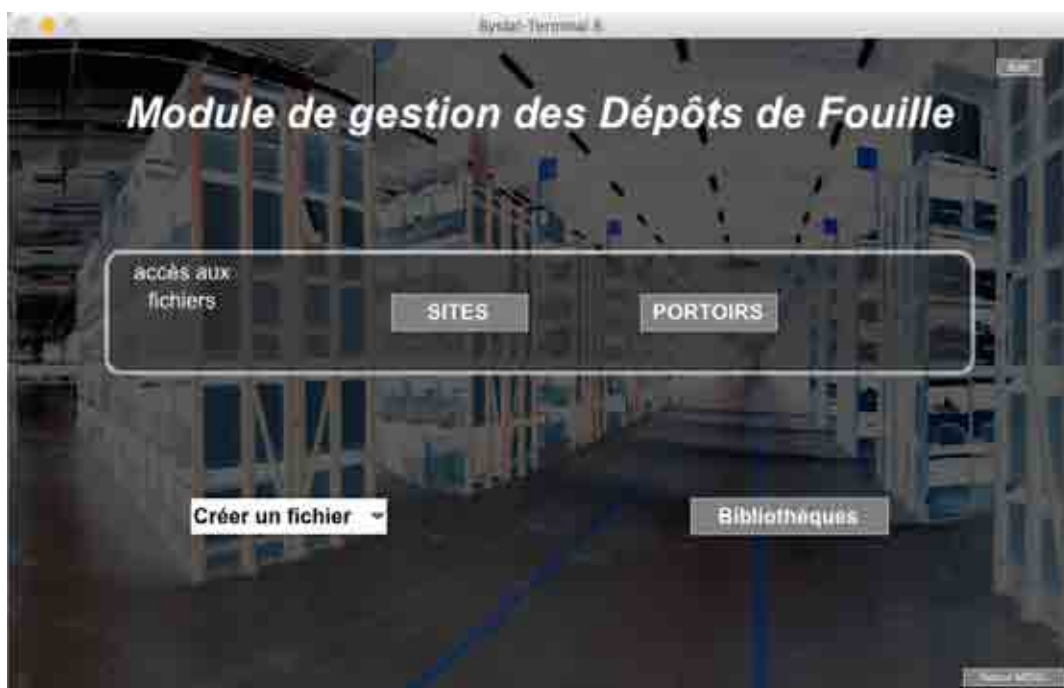 Module de gestion des Dépôts de Fouille
accès aux
fichiers
SITES
PORTOIRS
Créer un fichier
Bibliothèques